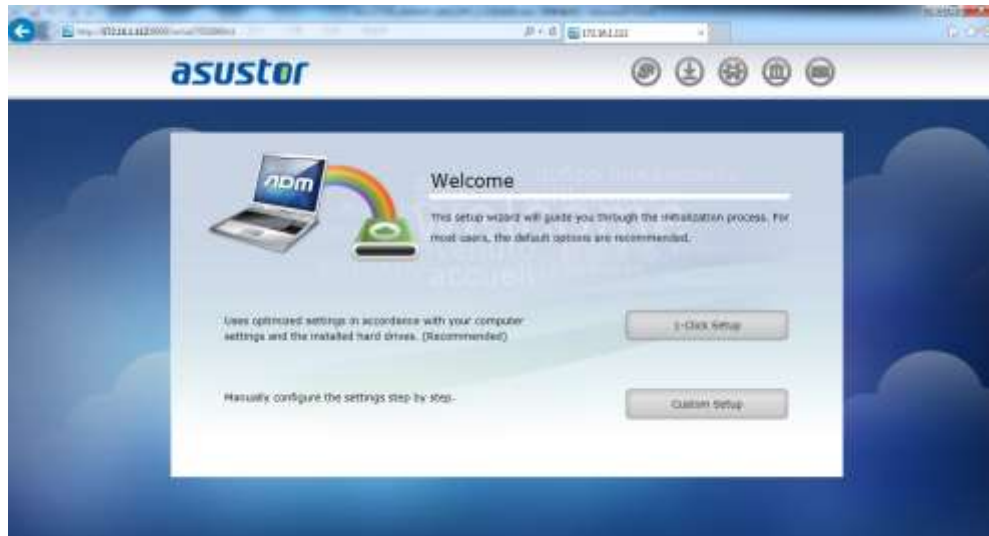 asustor
ADM
Welcome
This setup wizard will guide you through the initialization process. For
most users, the default options are recommended.
Uses optimized settings in accordance with your computer
settings and the installed hard drives. (Recommended)
1-Click Setup
Manually configure the settings step by step.
Custom Setup